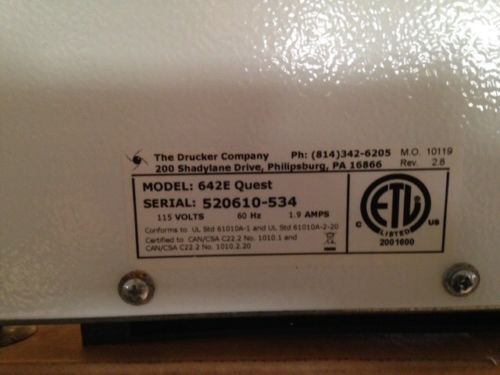 The Drucker Company Ph: (814)342-6205 M.O. 10119
200 Shadylane Drive, Philipsburg, PA 16866 Rev. 2.8
MODEL: 642E Quest
SERIAL: 520610-534
115 VOLTS 60 Hz 1.9 AMPS
Conforms to UL Std 61010A-1 and UL Std 61010A-2-20
Certified to CAN/CSA C22.2 No. 1010.1 and
CAN/CSA C22.2 No. 1010.2.20
ETL
C US
LISTED
2001600